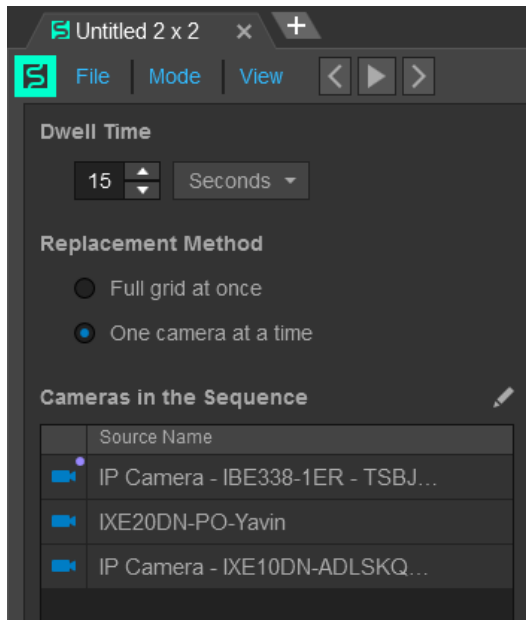 Untitled 2 x 2
File Mode View
Dwell Time
15 Seconds
Replacement Method
Full grid at once
One camera at a time
Cameras in the Sequence
Source Name
IP Camera - IBE338-1ER - TSBJ...
IXE20DN-PO-Yavin
IP Camera - IXE10DN-ADLSKQ...